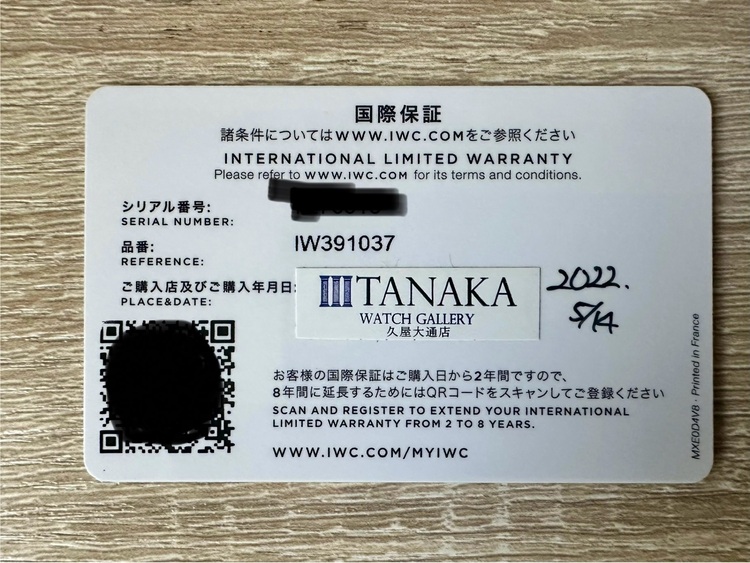 国際保証
諸条件についてはWWW.IWC.COMをご参照ください
INTERNATIONAL LIMITED WARRANTY
Please refer to WWW.IWC.COM for its terms and conditions.
シリアル番号:
SERIAL NUMBER:
品番:
REFERENCE:
IW391037
ご購入店及びご購入年月日:
PLACE&DATE:
TANAKA
WATCH GALLERY
久屋大通店
2022.
5/14
お客様の国際保証はご購入日から2年間ですので、
8年間に延長するためにはQRコードをスキャンしてご登録ください
SCAN AND REGISTER TO EXTEND YOUR INTERNATIONAL
LIMITED WARRANTY FROM 2 TO 8 YEARS.
WWW.IWC.COM/MYIWC
MXE0D4V8 · Printed in France